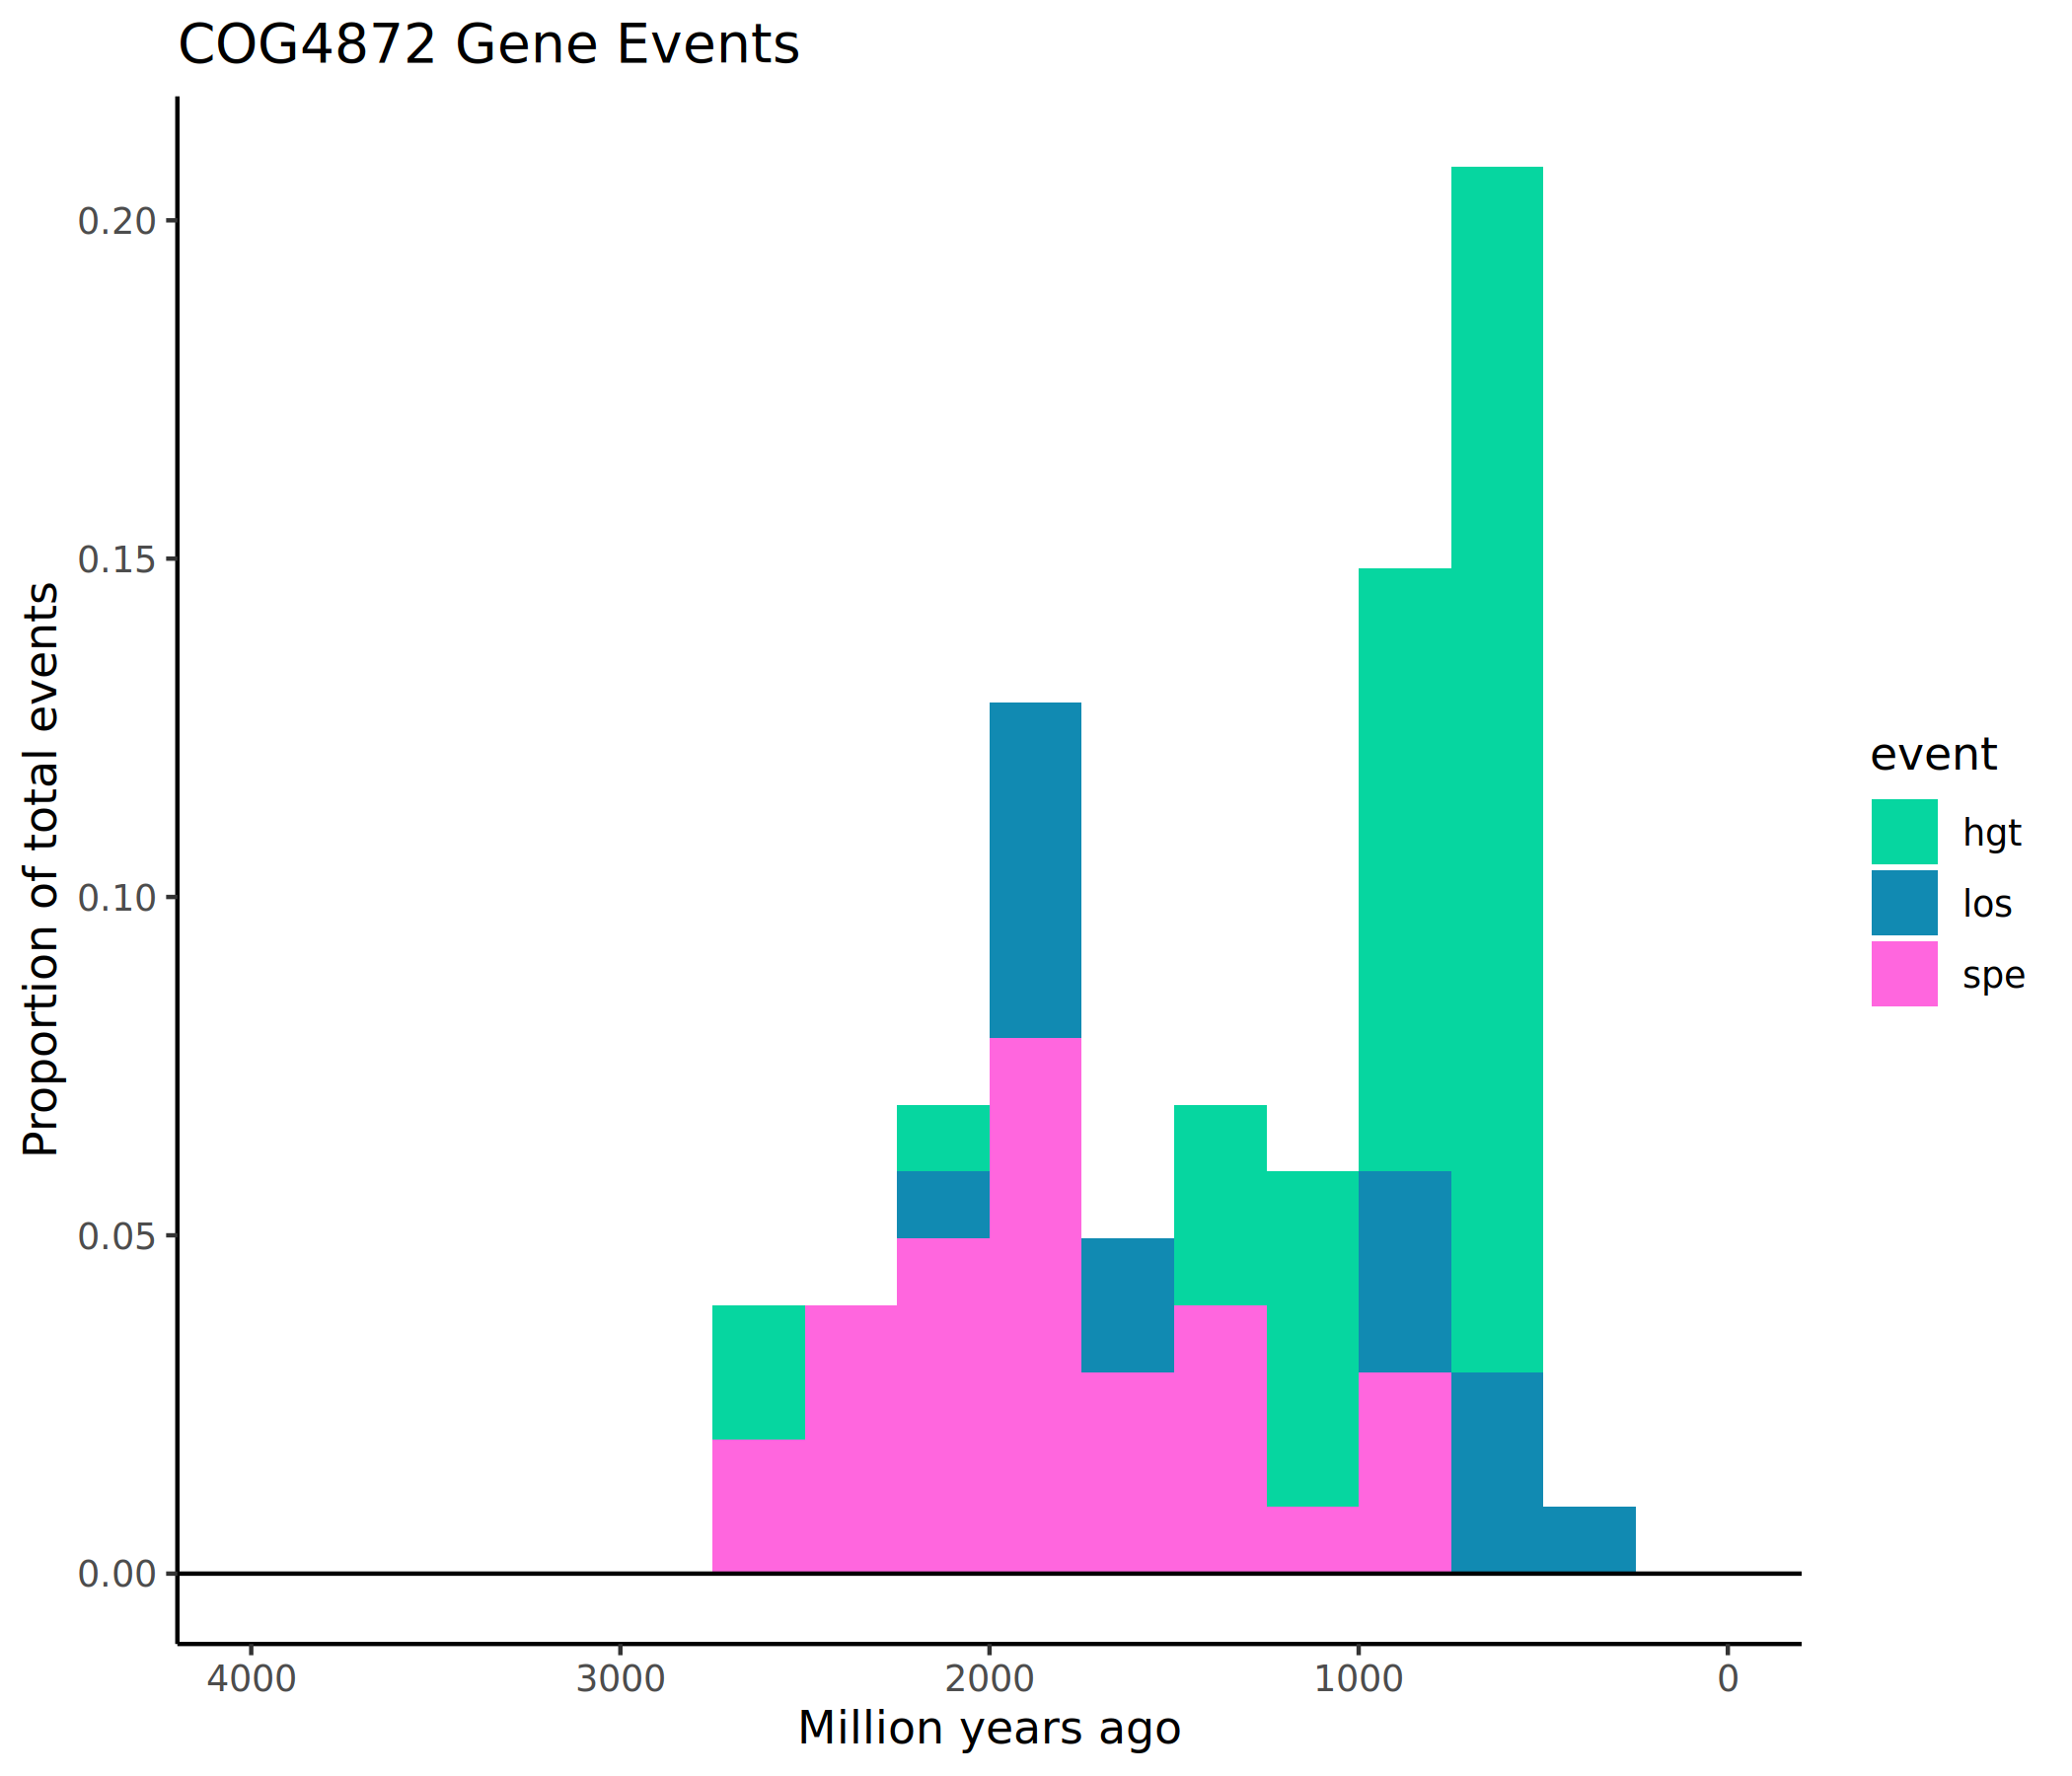 COG4872 Gene Events
Proportion of total events
0.20
0.15
0.10
0.05
0.00
4000 3000 2000 1000 0
Million years ago
event
hgt
los
spe